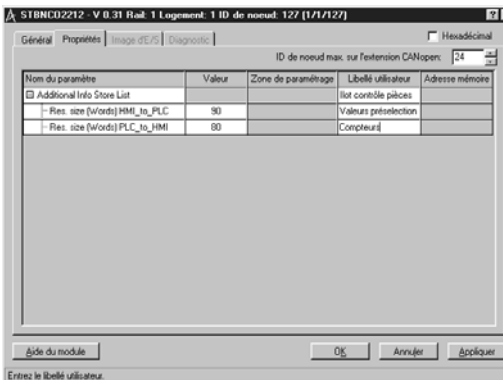 STBNCO2212 - V 0.31 Rail: 1 Logement: 1 ID de noeud: 127 (1/1/127)
Général Propriétés Image d'E/S Diagnostic
Hexadécimal
ID de noeud max. sur l'extension CANopen: 24
Nom du paramètre Valeur Zone de paramétrage Libellé utilisateur Adresse mémoire
Additional Info Store List Ilot contrôle pièces
Res. size (Words) HMI_to_PLC 90 Valeurs préselection
Res. size (Words) PLC_to_HMI 80 Compteurs
Aide du module OK Annuler Appliquer
Entrez le libellé utilisateur.